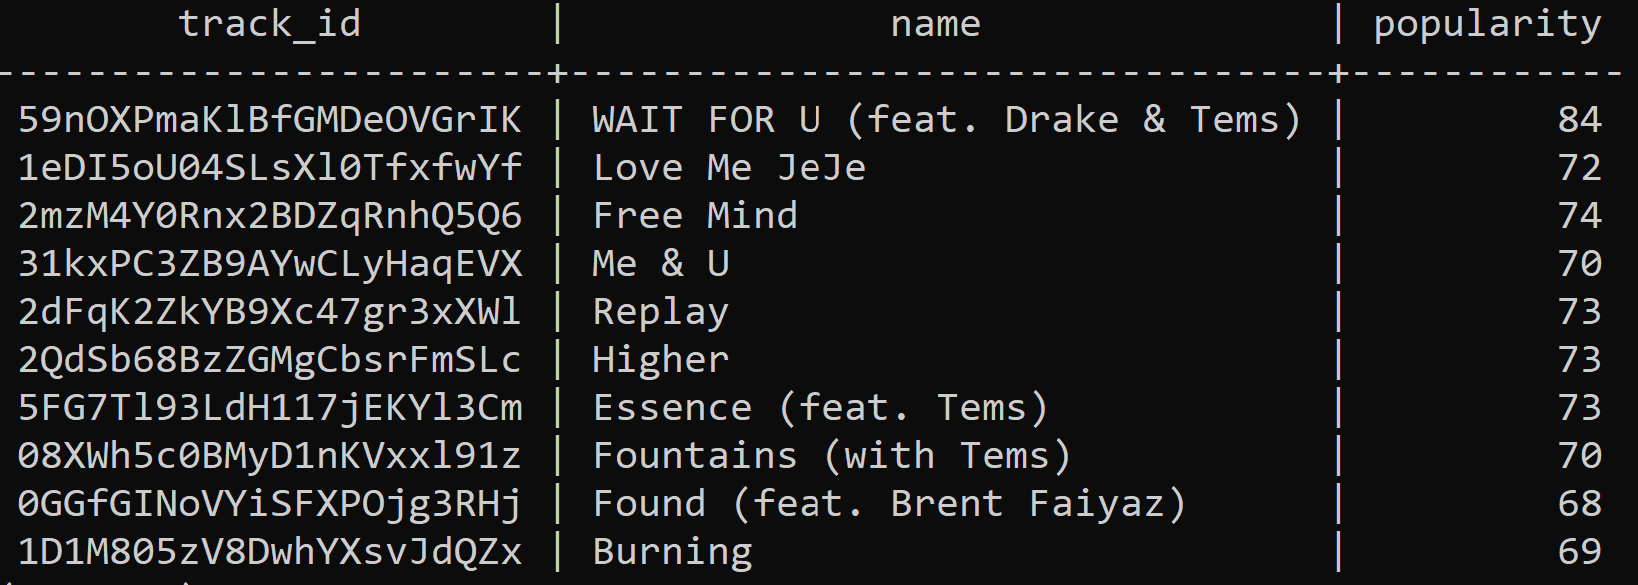 track_id | name | popularity
------------------------+---------------------------------+------------
59nOXPmaKlBfGMDeOVGrIK | WAIT FOR U (feat. Drake & Tems) | 84
1eDI5oU04SLsXl0TfxfwYf | Love Me JeJe | 72
2mzM4Y0Rnx2BDZqRnhQ5Q6 | Free Mind | 74
31kxPC3ZB9AYwCLyHaqEVX | Me & U | 70
2dFqK2ZkYB9Xc47gr3xXWl | Replay | 73
2QdSb68BzZGMgCbsrFmSLc | Higher | 73
5FG7Tl93LdH117jEKYl3Cm | Essence (feat. Tems) | 73
08XWh5c0BMyD1nKVxxl91z | Fountains (with Tems) | 70
0GGfGINoVYiSFXPOjg3RHj | Found (feat. Brent Faiyaz) | 68
1D1M805zV8DwhYXsvJdQZx | Burning | 69